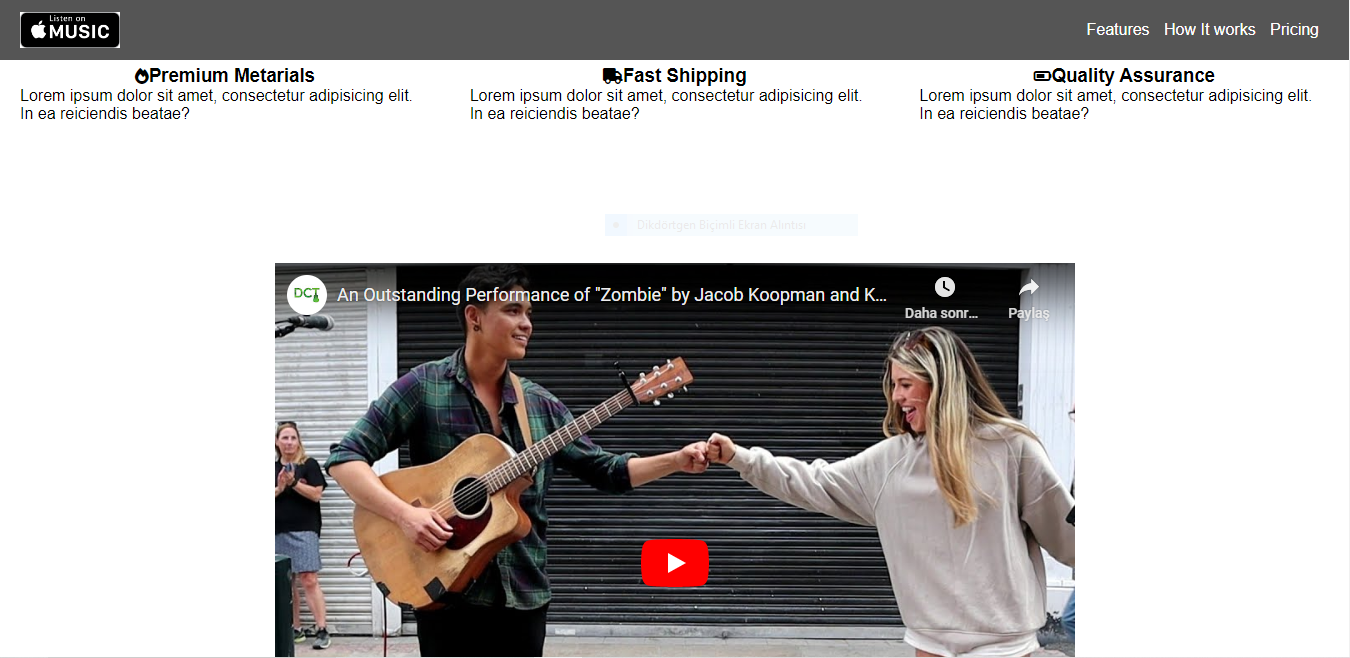 Listen on
MUSIC
Features How It works Pricing
Premium Metarials
Lorem ipsum dolor sit amet, consectetur adipisicing elit.
In ea reiciendis beatae?
Fast Shipping
Lorem ipsum dolor sit amet, consectetur adipisicing elit.
In ea reiciendis beatae?
Quality Assurance
Lorem ipsum dolor sit amet, consectetur adipisicing elit.
In ea reiciendis beatae?
Dikdörtgen Biçimli Ekran Alıntısı
DCT
An Outstanding Performance of "Zombie" by Jacob Koopman and K...
Daha sonr...
Paylaş